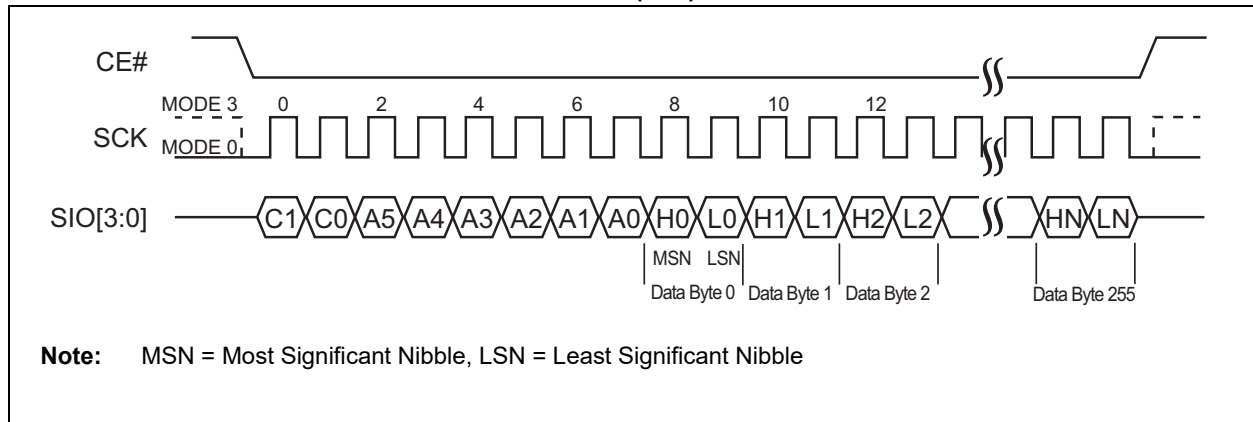 CE#
MODE 3 0 2 4 6 8 10 12
SCK
MODE 0
SIO[3:0] C1 C0 A5 A4 A3 A2 A1 A0 H0 L0 H1 L1 H2 L2 HN LN
MSN LSN
Data Byte 0 Data Byte 1 Data Byte 2 Data Byte 255
Note: MSN = Most Significant Nibble, LSN = Least Significant Nibble